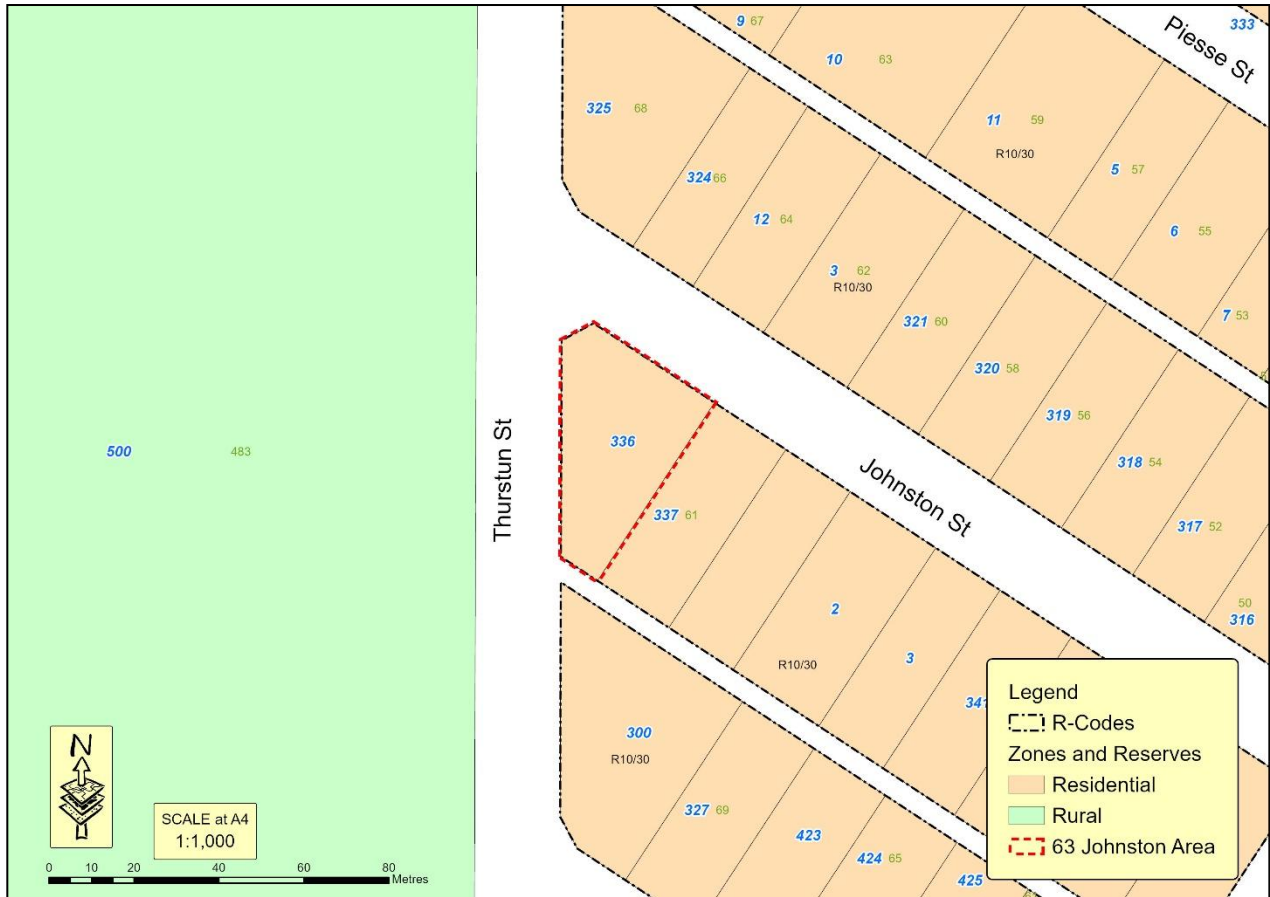 9 67
333
Piesse St
10 63
325 68
11 59
R10/30
5 57
324 66
12 64
6 55
3 62
R10/30
7 53
321 60
320 58
319 56
336
500 483
318 54
Thurstun St
Johnston St
337 61
317 52
50
316
2
3
R10/30
341
300
R10/30
327 69
423
424 65
425
N
SCALE at A4
1:1,000
0 10 20 40 60 80
Metres
Legend
R-Codes
Zones and Reserves
Residential
Rural
63 Johnston Area